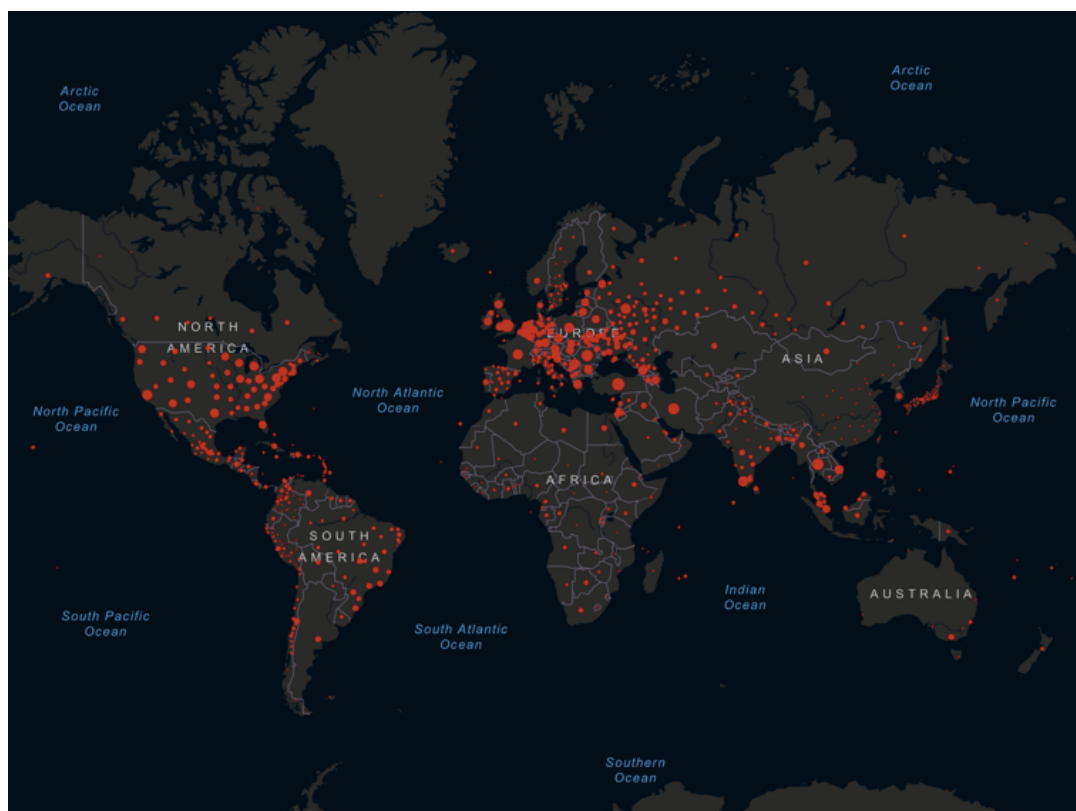 Arctic
Ocean
Arctic
Ocean
NORTH
AMERICA
EUROPE
ASIA
North Atlantic
Ocean
North Pacific
Ocean
North Pacific
Ocean
AFRICA
SOUTH
AMERICA
Indian
Ocean
AUSTRALIA
South Pacific
Ocean
South Atlantic
Ocean
Southern
Ocean